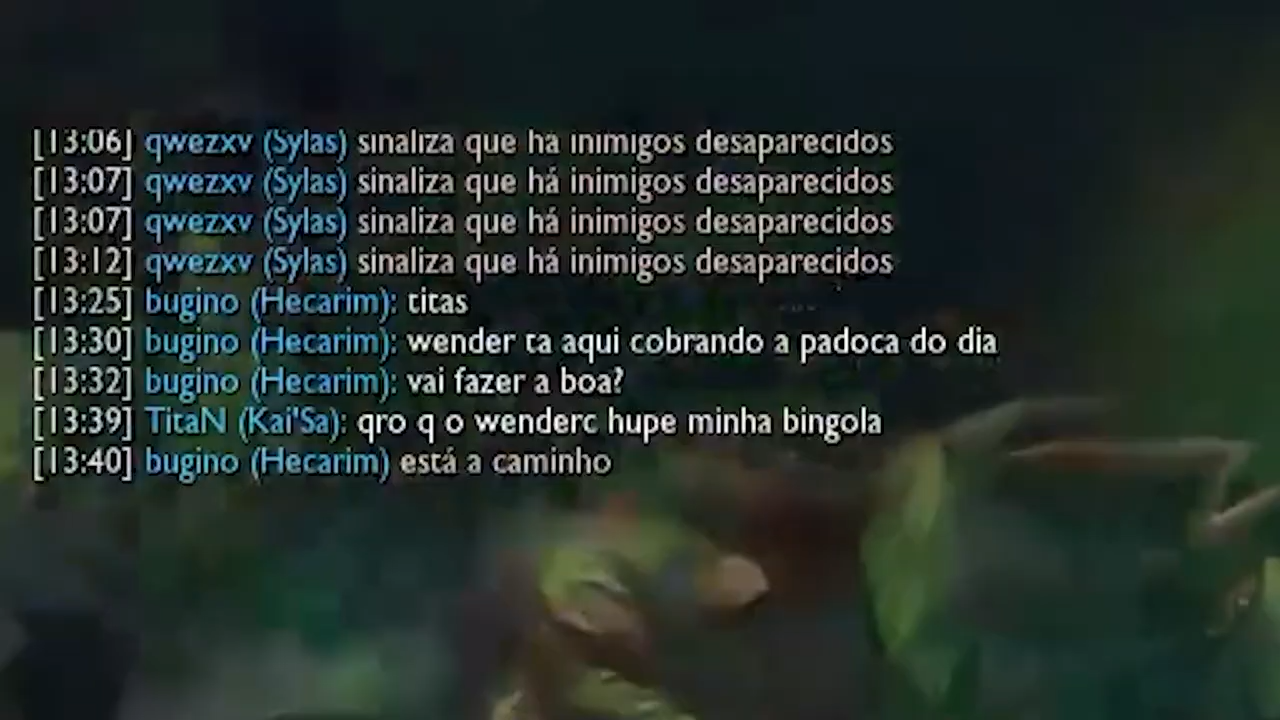 [13:06] qwezxv (Sylas) sinaliza que há inimigos desaparecidos
[13:07] qwezxv (Sylas) sinaliza que há inimigos desaparecidos
[13:07] qwezxv (Sylas) sinaliza que há inimigos desaparecidos
[13:12] qwezxv (Sylas) sinaliza que há inimigos desaparecidos
[13:25] bugino (Hecarim): titas
[13:30] bugino (Hecarim): wender ta aqui cobrando a padoca do dia
[13:32] bugino (Hecarim): vai fazer a boa?
[13:39] TitaN (Kai'Sa): qro q o wenderc hupe minha bingola
[13:40] bugino (Hecarim) está a caminho